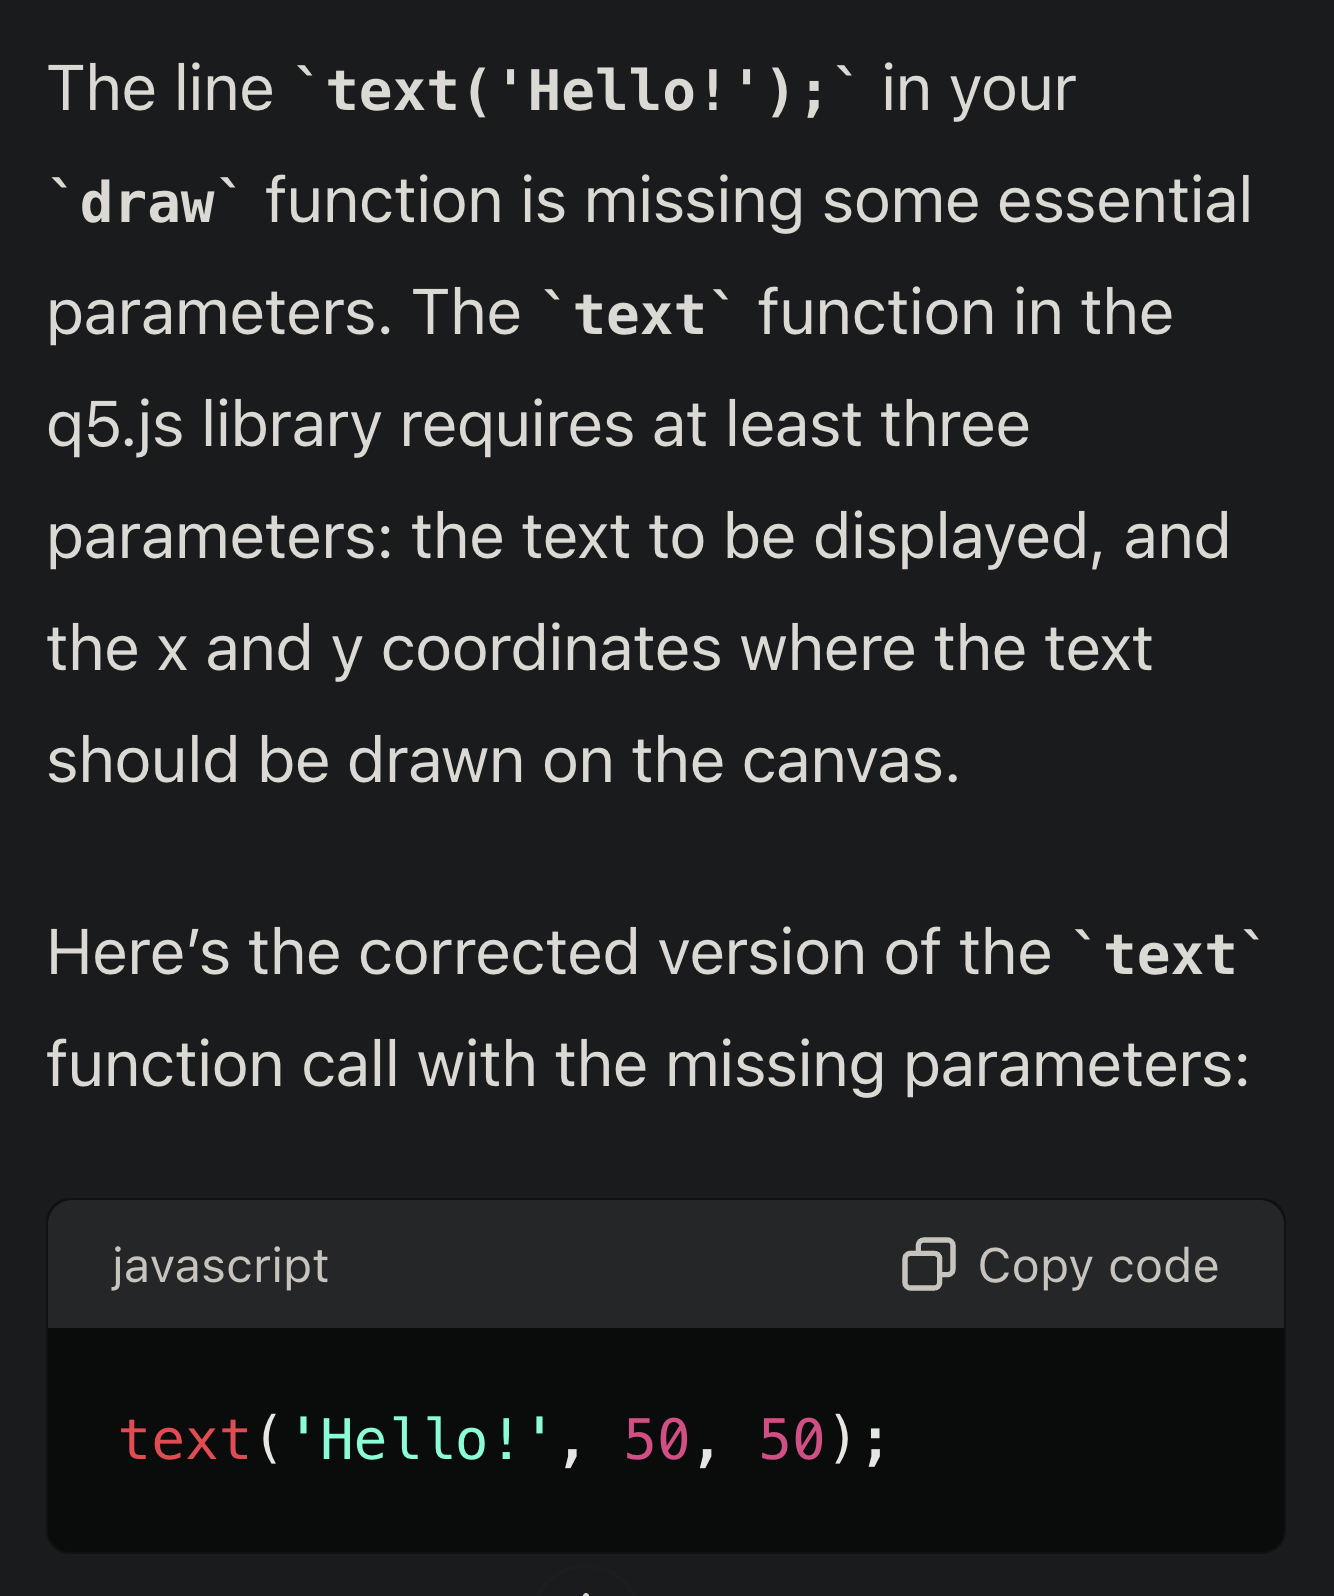 The line `text('Hello!');` in your
`draw` function is missing some essential
parameters. The `text` function in the
q5.js library requires at least three
parameters: the text to be displayed, and
the x and y coordinates where the text
should be drawn on the canvas.
Here’s the corrected version of the `text`
function call with the missing parameters:
javascript
Copy code
text('Hello!', 50, 50);